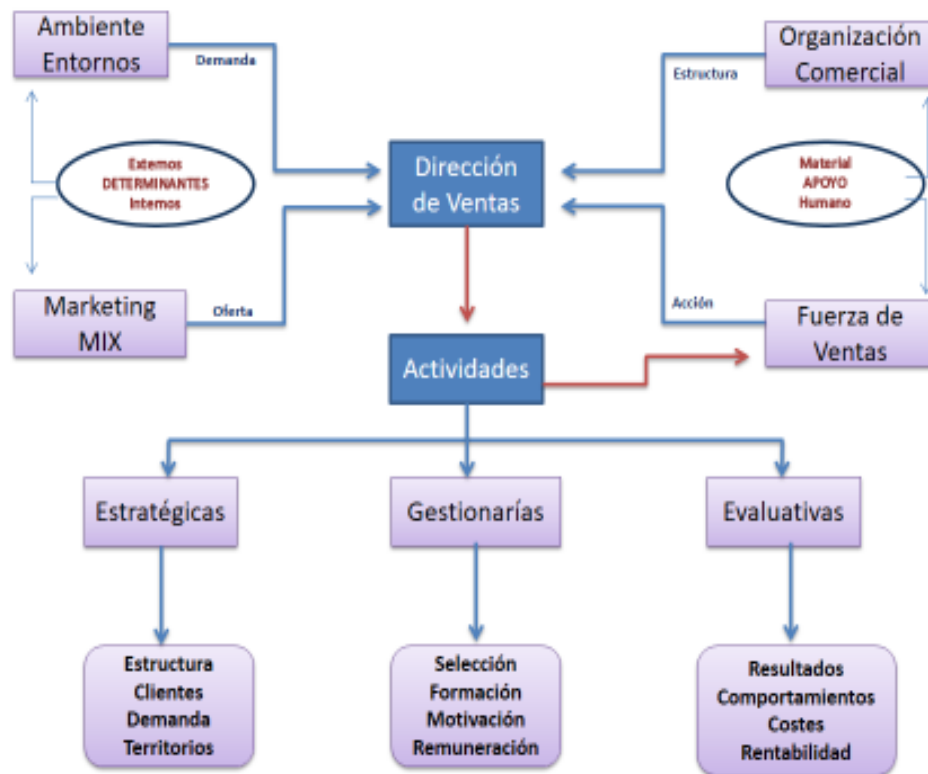 Ambiente
Entornos
Demanda
Organización
Comercial
Estructura
Externos
DETERMINANTES
Internos
Dirección
de Ventas
Material
APOYO
Humano
Marketing
MIX
Oferta
Acción
Fuerza de
Ventas
Actividades
Estratégicas
Gestionarías
Evaluativas
Estructura
Clientes
Demanda
Territorios
Selección
Formación
Motivación
Remuneración
Resultados
Comportamientos
Costes
Rentabilidad